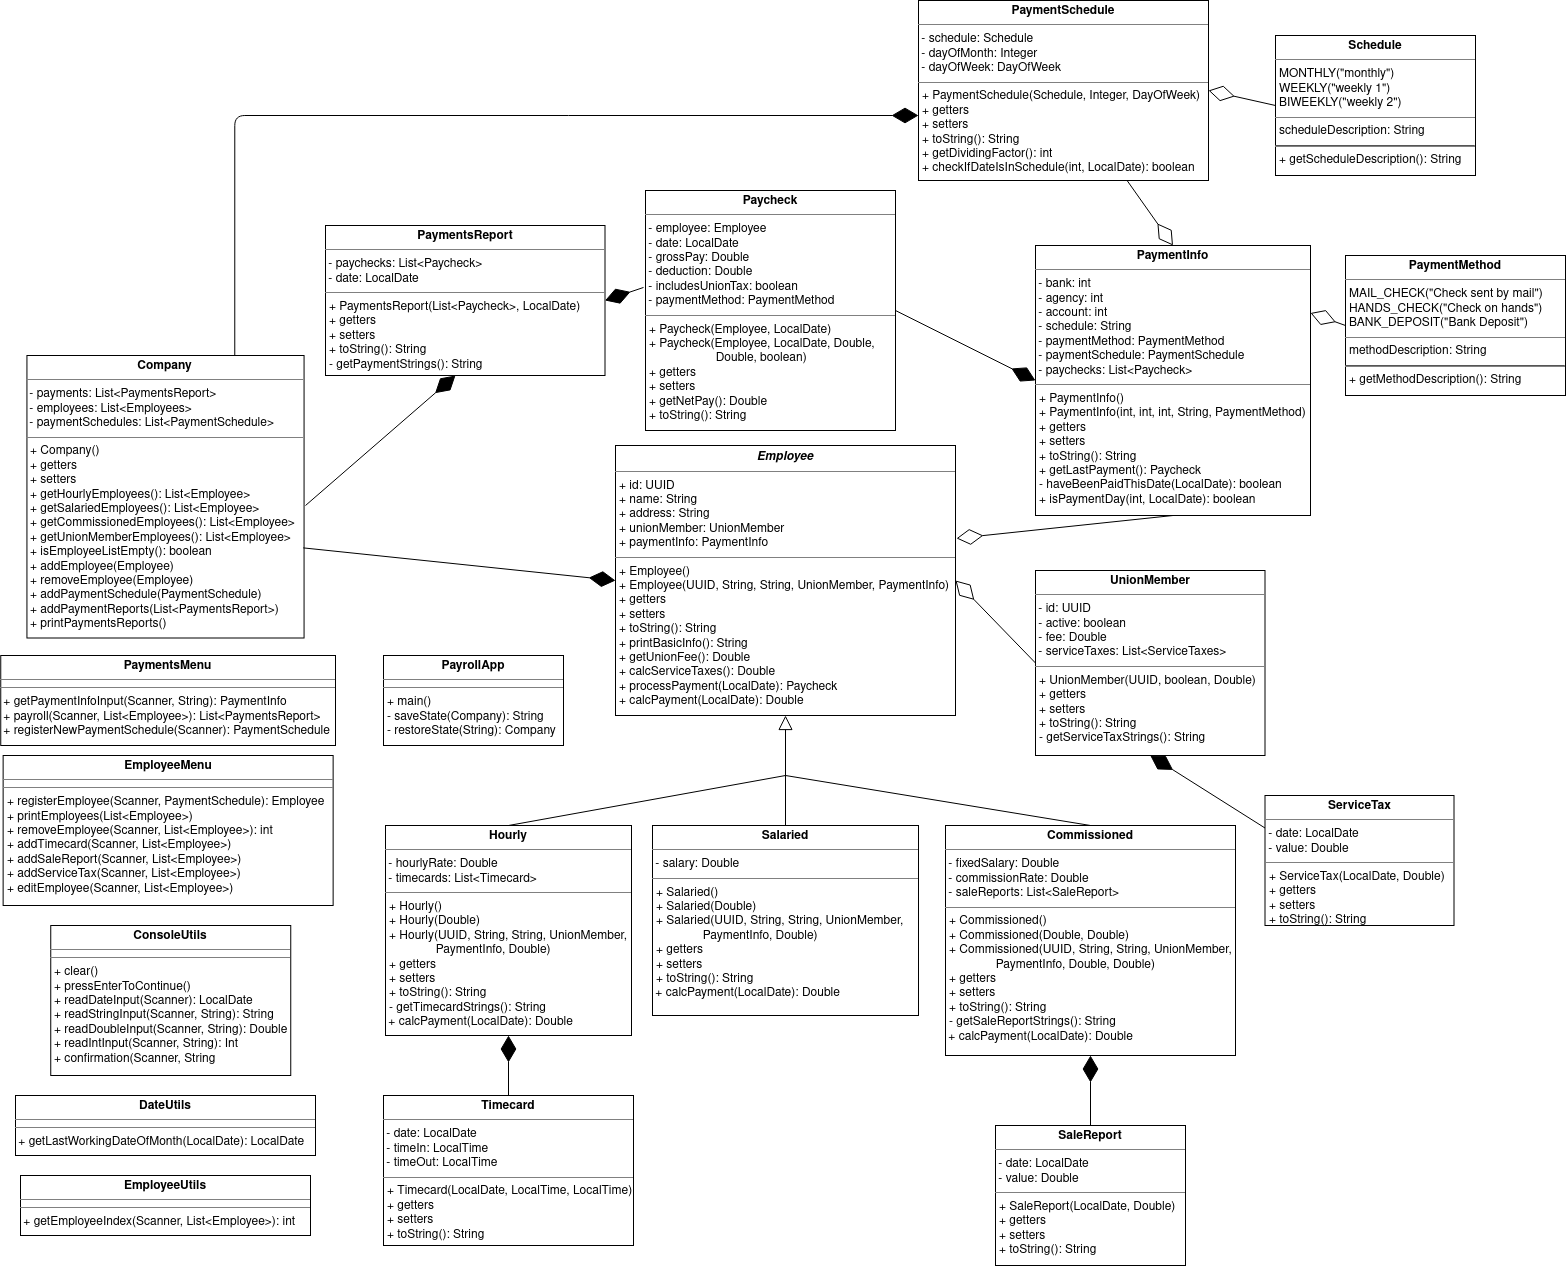 PaymentSchedule
- schedule: Schedule
- dayOfMonth: Integer
- dayOfWeek: DayOfWeek
+ PaymentSchedule(Schedule, Integer, DayOfWeek)
+ getters
+ setters
+ toString(): String
+ getDividingFactor(): int
+ checkIfDateIsInSchedule(int, LocalDate): boolean
Schedule
MONTHLY("monthly")
WEEKLY("weekly 1")
BIWEEKLY("weekly 2")
scheduleDescription: String
+ getScheduleDescription(): String
Paycheck
- employee: Employee
- date: LocalDate
- grossPay: Double
- deduction: Double
- includesUnionTax: boolean
- paymentMethod: PaymentMethod
+ Paycheck(Employee, LocalDate)
+ Paycheck(Employee, LocalDate, Double,
Double, boolean)
+ getters
+ setters
+ getNetPay(): Double
+ toString(): String
PaymentsReport
- paychecks: List<Paycheck>
- date: LocalDate
+ PaymentsReport(List<Paycheck>, LocalDate)
+ getters
+ setters
+ toString(): String
- getPaymentStrings(): String
PaymentInfo
- bank: int
- agency: int
- account: int
- schedule: String
- paymentMethod: PaymentMethod
- paymentSchedule: PaymentSchedule
- paychecks: List<Paycheck>
+ PaymentInfo()
+ PaymentInfo(int, int, int, String, PaymentMethod)
+ getters
+ setters
+ toString(): String
+ getLastPayment(): Paycheck
- haveBeenPaidThisDate(LocalDate): boolean
+ isPaymentDay(int, LocalDate): boolean
PaymentMethod
MAIL_CHECK("Check sent by mail")
HANDS_CHECK("Check on hands")
BANK_DEPOSIT("Bank Deposit")
methodDescription: String
+ getMethodDescription(): String
Company
- payments: List<PaymentsReport>
- employees: List<Employees>
- paymentSchedules: List<PaymentSchedule>
+ Company()
+ getters
+ setters
+ getHourlyEmployees(): List<Employee>
+ getSalariedEmployees(): List<Employee>
+ getCommissionedEmployees(): List<Employee>
+ getUnionMemberEmployees(): List<Employee>
+ isEmployeeListEmpty(): boolean
+ addEmployee(Employee)
+ removeEmployee(Employee)
+ addPaymentSchedule(PaymentSchedule)
+ addPaymentReports(List<PaymentsReport>)
+ printPaymentsReports()
Employee
+ id: UUID
+ name: String
+ address: String
+ unionMember: UnionMember
+ paymentInfo: PaymentInfo
+ Employee()
+ Employee(UUID, String, String, UnionMember, PaymentInfo)
+ getters
+ setters
+ toString(): String
+ printBasicInfo(): String
+ getUnionFee(): Double
+ calcServiceTaxes(): Double
+ processPayment(LocalDate): Paycheck
+ calcPayment(LocalDate): Double
UnionMember
- id: UUID
- active: boolean
- fee: Double
- serviceTaxes: List<ServiceTaxes>
+ UnionMember(UUID, boolean, Double)
+ getters
+ setters
+ toString(): String
- getServiceTaxStrings(): String
PaymentsMenu
+ getPaymentInfoInput(Scanner, String): PaymentInfo
+ payroll(Scanner, List<Employee>): List<PaymentsReport>
+ registerNewPaymentSchedule(Scanner): PaymentSchedule
PayrollApp
+ main()
- saveState(Company): String
- restoreState(String): Company
EmployeeMenu
+ registerEmployee(Scanner, PaymentSchedule): Employee
+ printEmployees(List<Employee>)
+ removeEmployee(Scanner, List<Employee>): int
+ addTimecard(Scanner, List<Employee>)
+ addSaleReport(Scanner, List<Employee>)
+ addServiceTax(Scanner, List<Employee>)
+ editEmployee(Scanner, List<Employee>)
ServiceTax
- date: LocalDate
- value: Double
+ ServiceTax(LocalDate, Double)
+ getters
+ setters
+ toString(): String
Hourly
- hourlyRate: Double
- timecards: List<Timecard>
+ Hourly()
+ Hourly(Double)
+ Hourly(UUID, String, String, UnionMember,
PaymentInfo, Double)
+ getters
+ setters
+ toString(): String
- getTimecardStrings(): String
+ calcPayment(LocalDate): Double
Salaried
- salary: Double
+ Salaried()
+ Salaried(Double)
+ Salaried(UUID, String, String, UnionMember,
PaymentInfo, Double)
+ getters
+ setters
+ toString(): String
+ calcPayment(LocalDate): Double
Commissioned
- fixedSalary: Double
- commissionRate: Double
- saleReports: List<SaleReport>
+ Commissioned()
+ Commissioned(Double, Double)
+ Commissioned(UUID, String, String, UnionMember,
PaymentInfo, Double, Double)
+ getters
+ setters
+ toString(): String
- getSaleReportStrings(): String
+ calcPayment(LocalDate): Double
ConsoleUtils
+ clear()
+ pressEnterToContinue()
+ readDateInput(Scanner): LocalDate
+ readStringInput(Scanner, String): String
+ readDoubleInput(Scanner, String): Double
+ readIntInput(Scanner, String): Int
+ confirmation(Scanner, String
DateUtils
+ getLastWorkingDateOfMonth(LocalDate): LocalDate
EmployeeUtils
+ getEmployeeIndex(Scanner, List<Employee>): int
Timecard
- date: LocalDate
- timeIn: LocalTime
- timeOut: LocalTime
+ Timecard(LocalDate, LocalTime, LocalTime)
+ getters
+ setters
+ toString(): String
SaleReport
- date: LocalDate
- value: Double
+ SaleReport(LocalDate, Double)
+ getters
+ setters
+ toString(): String